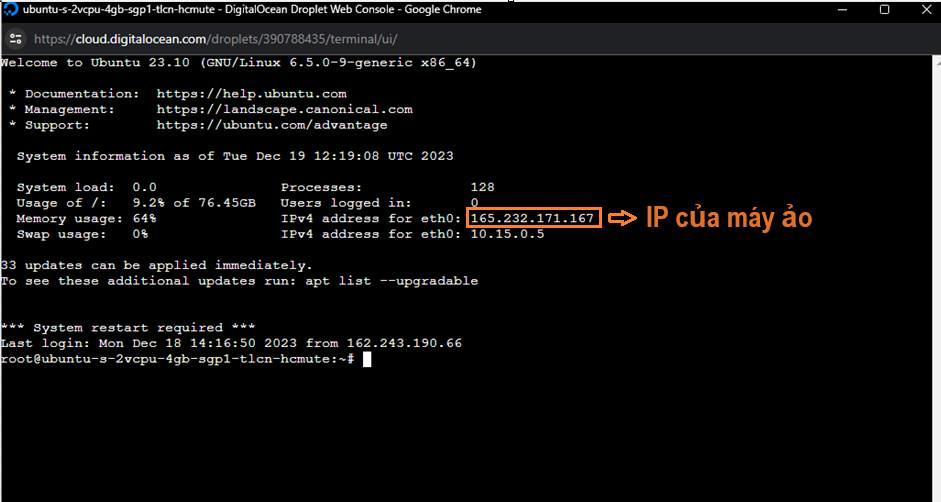 ubuntu-s-2vcpu-4gb-sgp1-tlcn-hcmute - DigitalOcean Droplet Web Console - Google Chrome
https://cloud.digitalocean.com/droplets/390788435/terminal/ui/
Welcome to Ubuntu 23.10 (GNU/Linux 6.5.0-9-generic x86_64)
* Documentation: https://help.ubuntu.com
* Management: https://landscape.canonical.com
* Support: https://ubuntu.com/advantage
System information as of Tue Dec 19 12:19:08 UTC 2023
System load: 0.0 Processes: 128
Usage of /: 9.2% of 76.45GB Users logged in: 0
Memory usage: 64% IPv4 address for eth0: 165.232.171.167 IP của máy ảo
Swap usage: 0% IPv4 address for eth0: 10.15.0.5
33 updates can be applied immediately.
To see these additional updates run: apt list --upgradable
*** System restart required ***
Last login: Mon Dec 18 14:16:50 2023 from 162.243.190.66
root@ubuntu-s-2vcpu-4gb-sgp1-tlcn-hcmute:~#